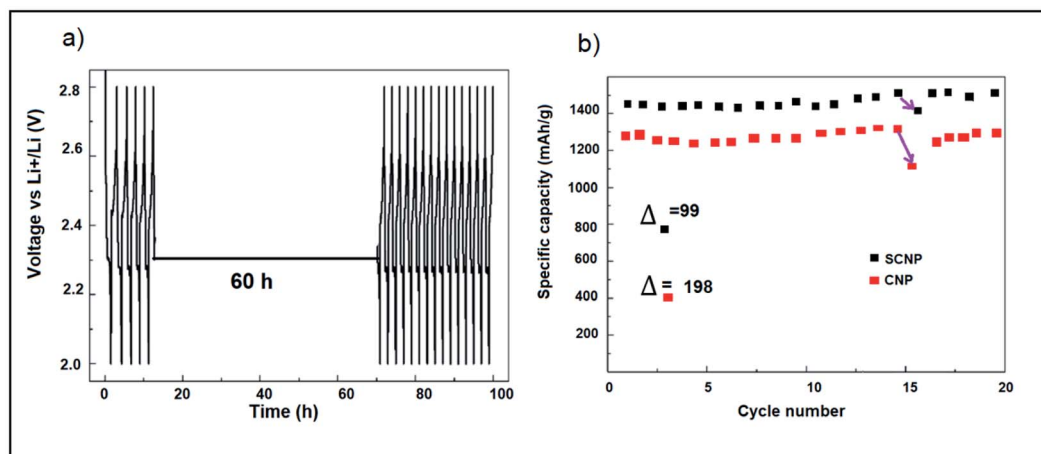 a)
Voltage vs Li+/Li (V)
2.8
2.6
2.4
2.2
2.0
60 h
0
20
40
60
80
100
Time (h)
b)
Specific capacity (mAh/g)
1400
1200
1000
800
600
400
200
Δ =99
Δ = 198
SCNP
CNP
0
5
10
15
20
Cycle number